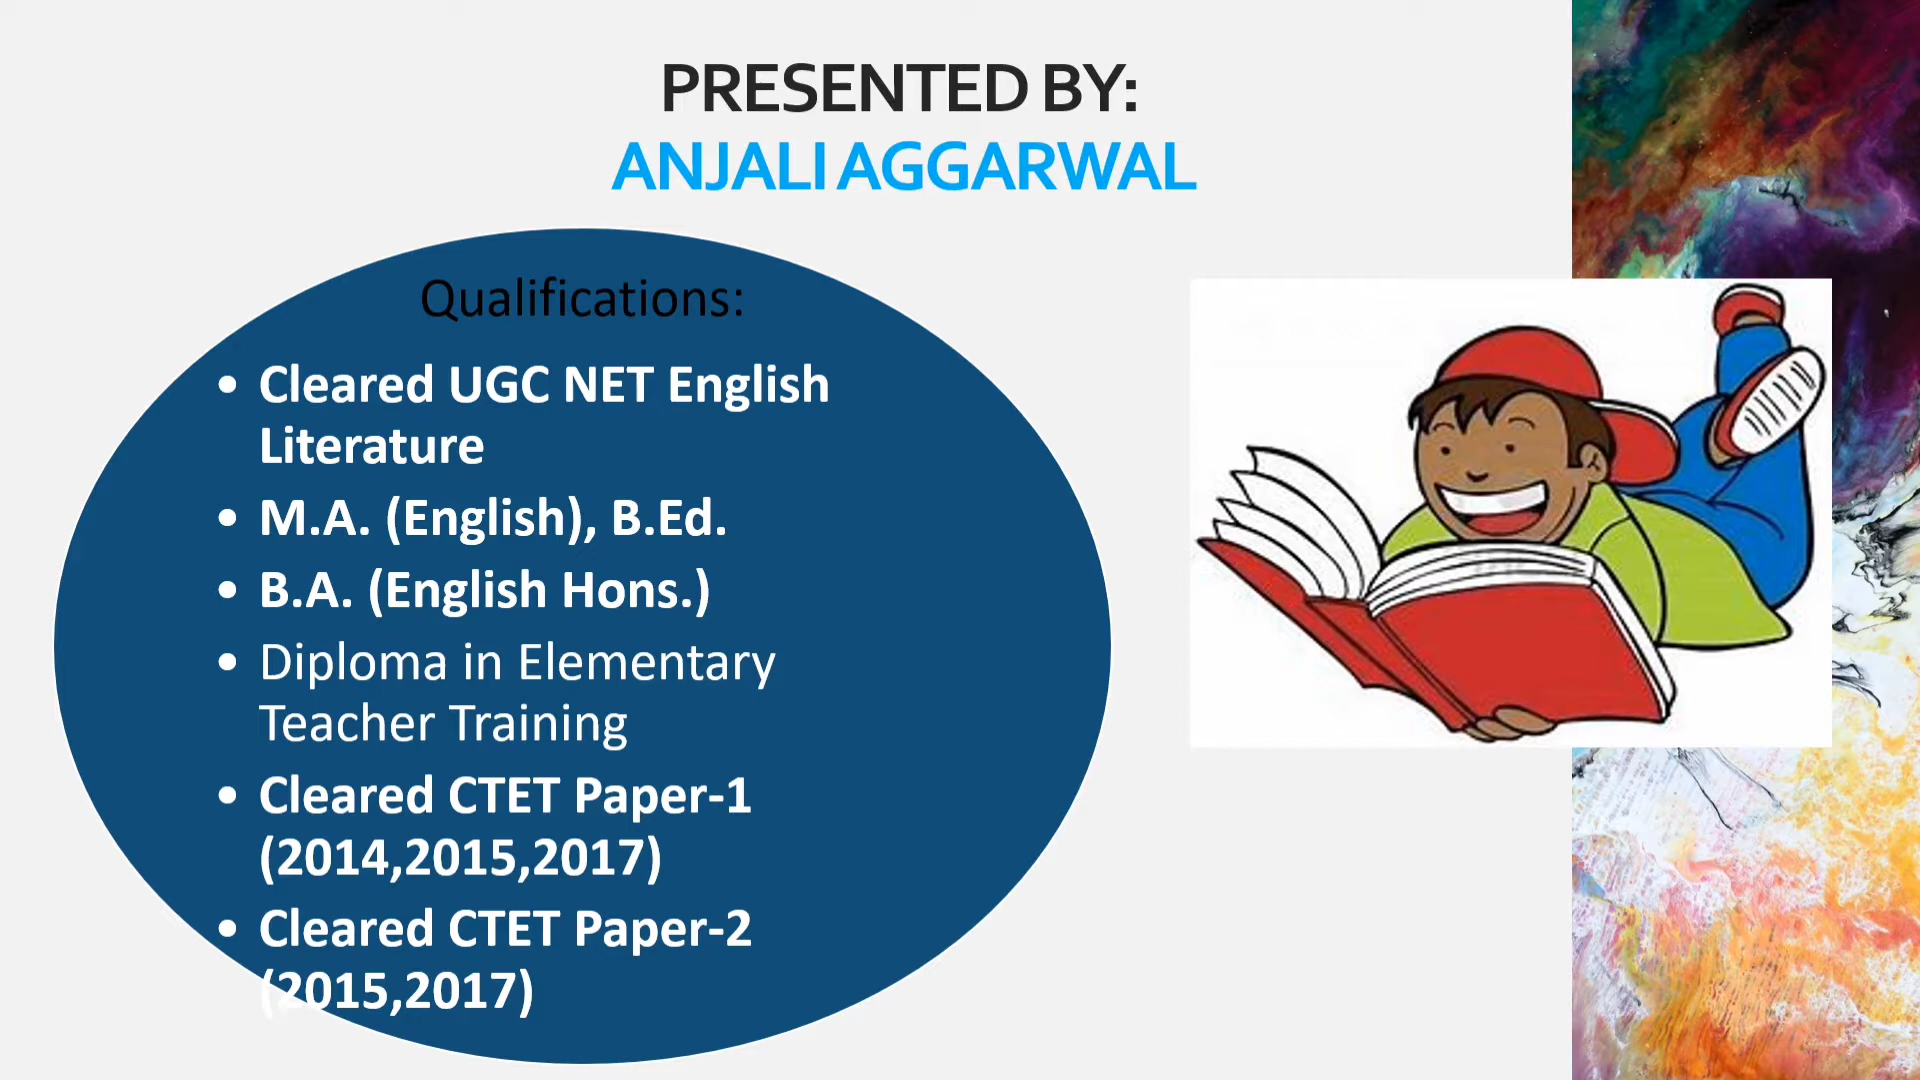 PRESENTED BY:
ANJALI AGGARWAL
Qualifications:
• Cleared UGC NET English
Literature
• M.A. (English), B.Ed.
• B.A. (English Hons.)
• Diploma in Elementary
Teacher Training
• Cleared CTET Paper-1
(2014,2015,2017)
• Cleared CTET Paper-2
(2015,2017)